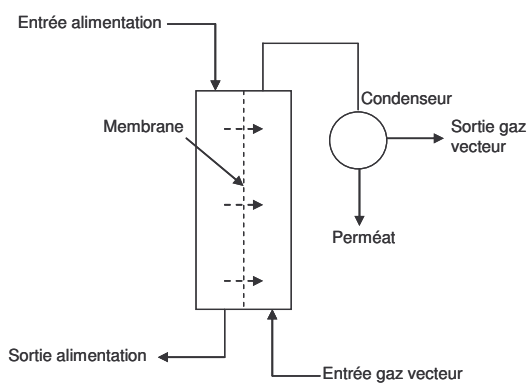 Entrée alimentation
Condenseur
Membrane
Sortie gaz
vecteur
Perméat
Sortie alimentation
Entrée gaz vecteur